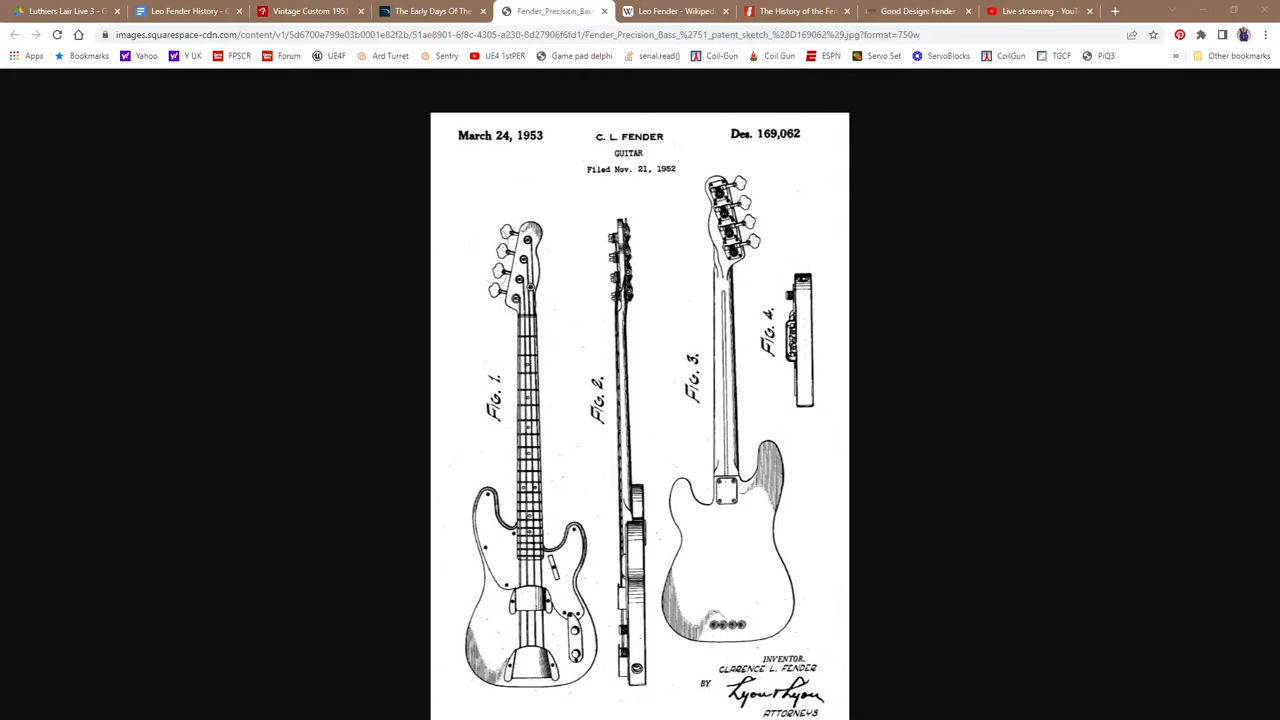 Luthiers Lair Live 3 - G
Leo Fender History - G
Vintage Custom 1951
The Early Days Of The
Fender_Precision_Bass_
Leo Fender - Wikipedi
The History of the Fen
Good Design: Fender
Live streaming - YouT
images.squarespace-cdn.com/content/v1/5d6700e799e03b0001e82f2b/51ae8901-6f8c-4305-a230-8d27906f6fd1/Fender_Precision_Bass_%2751_patent_sketch_%28D169062%29.jpg?format=750w
Apps
Bookmarks
Yahoo
Y UK
FPSCR
Forum
UE4F
Ard Turret
Sentry
UE4 1stPER
Game pad delphi
serial.read()
Coil-Gun
Coil Gun
ESPN
Servo Set
ServoBlocks
CoilGun
TGCF
PiQ3
»
Other bookmarks
March 24, 1953
C. L. FENDER
Des. 169,062
GUITAR
Filed Nov. 21, 1952
FIG. 1.
FIG. 2.
FIG. 3.
FIG. 4.
INVENTOR.
CLARENCE L. FENDER
BY
Lyon & Lyon
ATTORNEYS